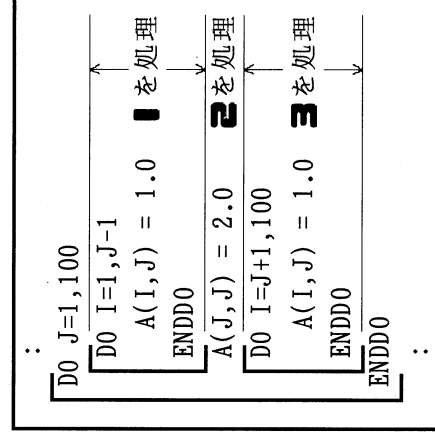 :
DO J=1,100
DO I=1,J-1
A(I,J) = 1.0 1を処理
ENDDO
A(J,J) = 2.0 2を処理
DO I=J+1,100
A(I,J) = 1.0 3を処理
ENDDO
ENDDO
: